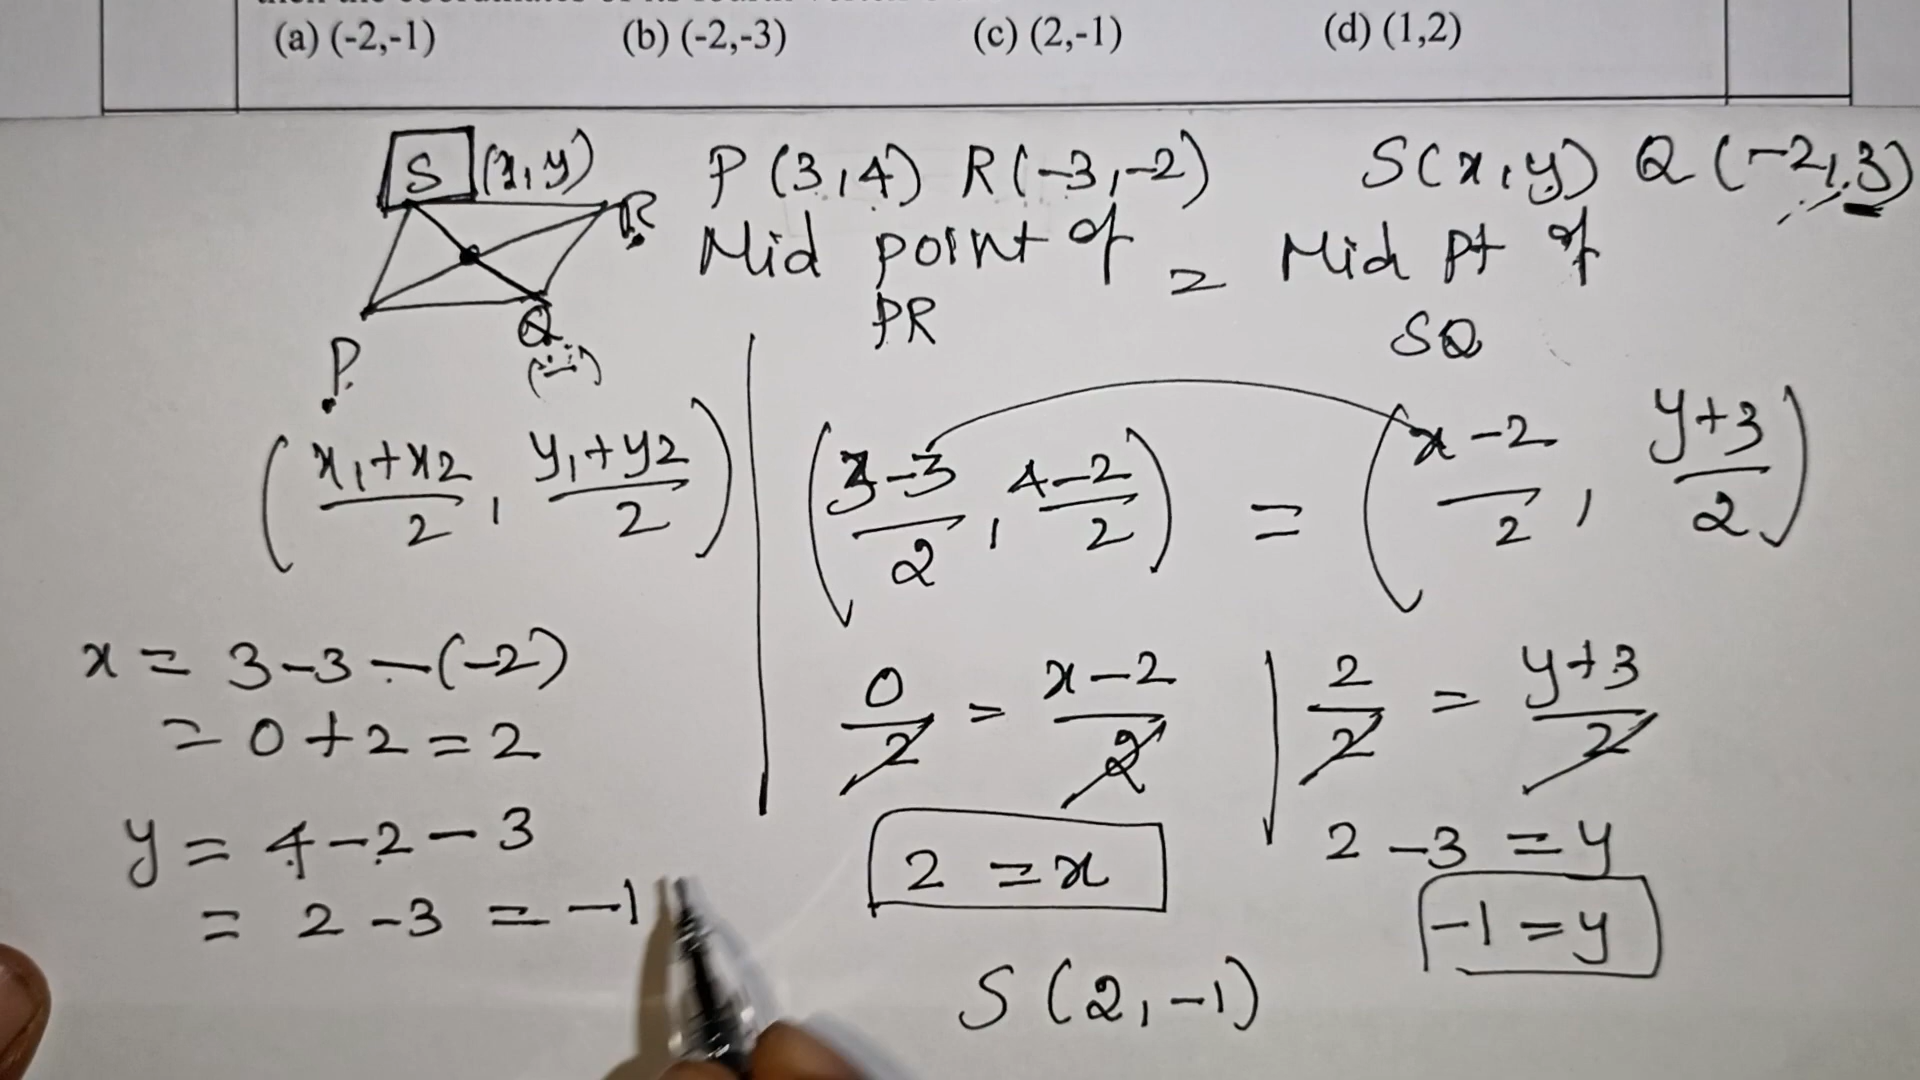 (a) (-2,-1) (b) (-2,-3) (c) (2,-1) (d) (1,2)
S (x,y) P (3,4) R (-3,-2) S(x,y) Q (-2,3)
R
Mid point of = Mid pt of
PR SQ
Q
P
(x₁+x₂/2, y₁+y₂/2) (3-3/2, 4-2/2) = (x-2/2, y+3/2)
x = 3-3-(-2) 0/2 = x-2/2 2/2 = y+3/2
= 0+2=2
y = 4-2-3 2 = x 2-3 = y
= 2-3 = -1 -1 = y
S (2,-1)